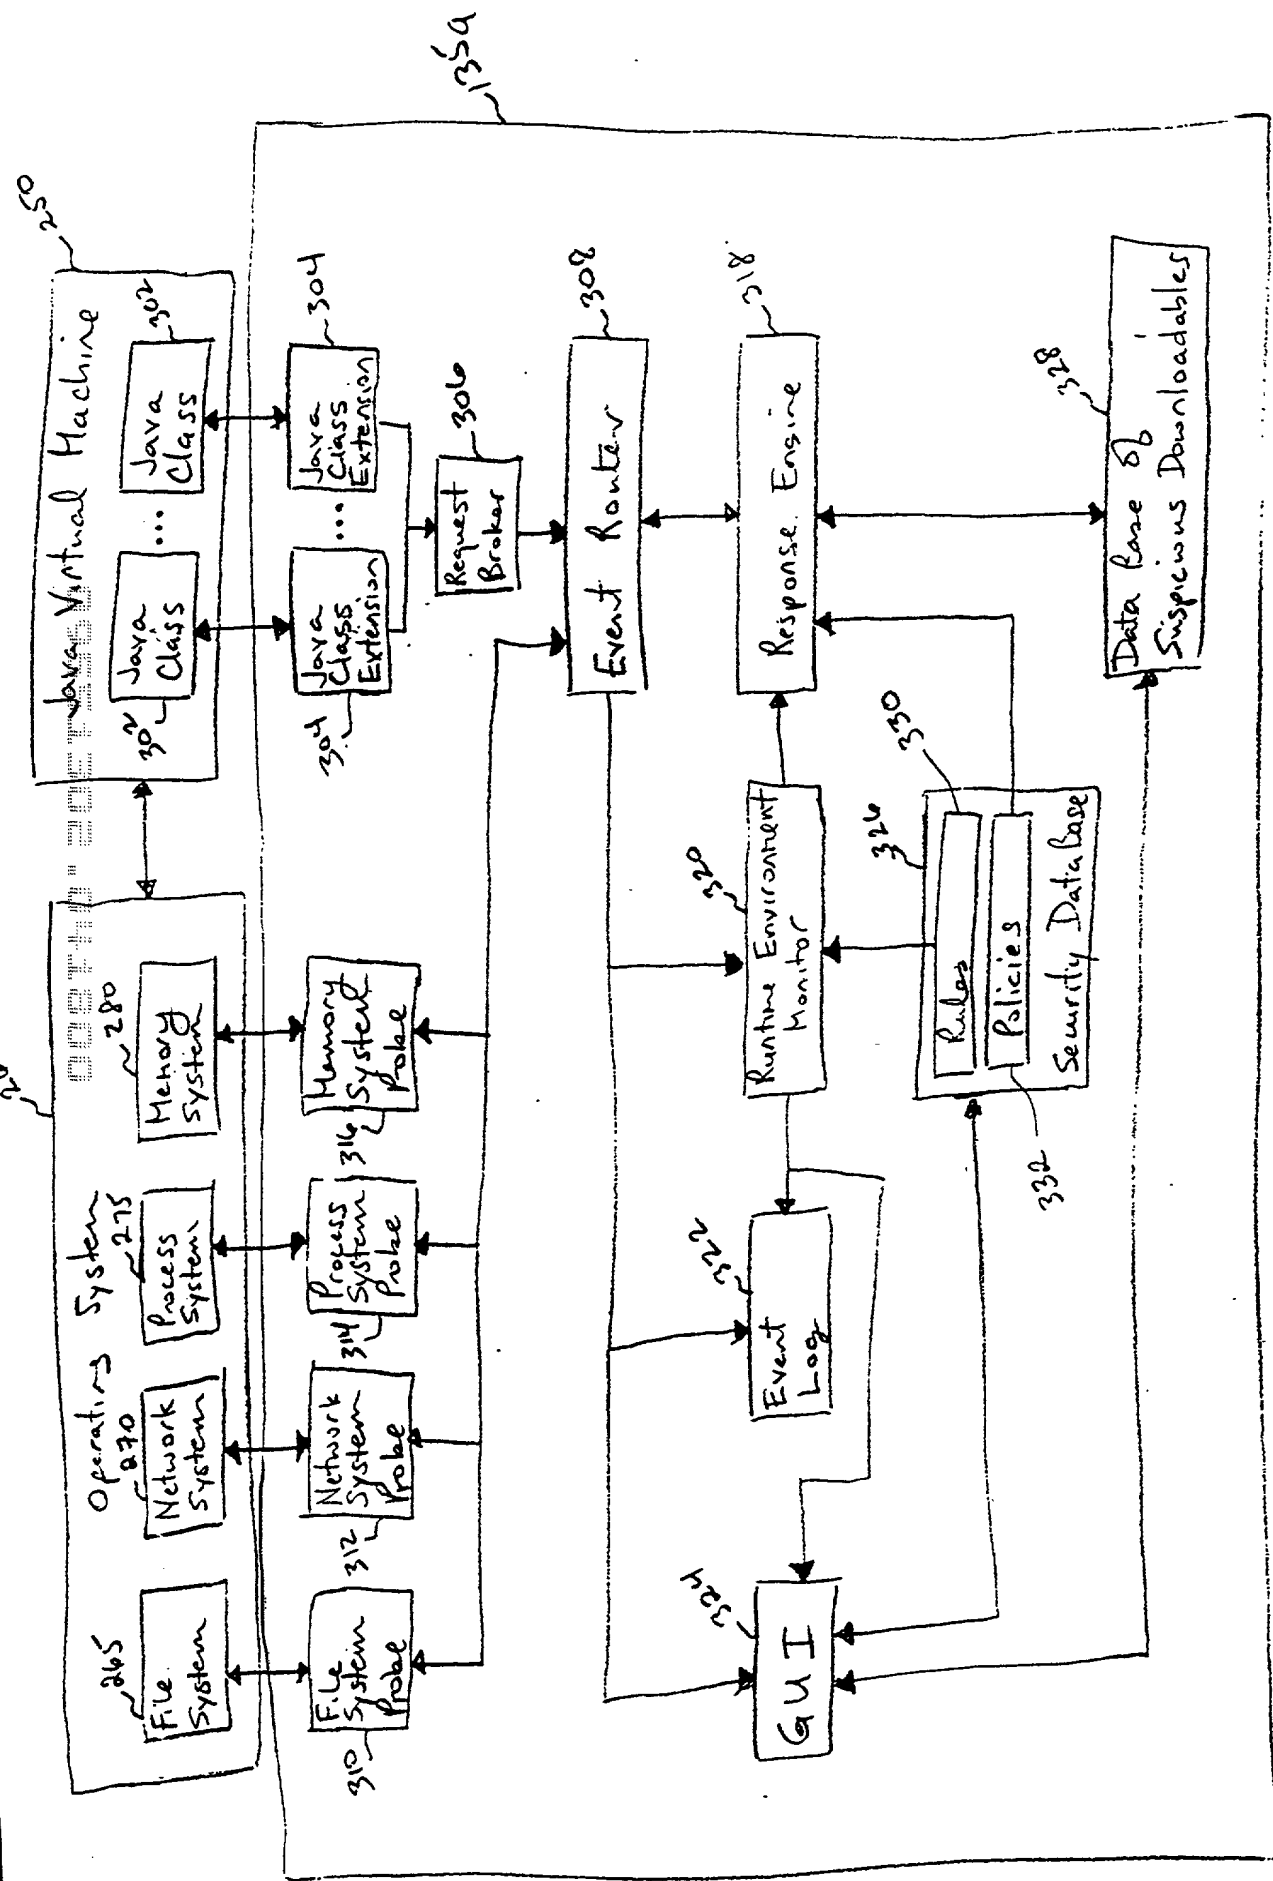 Operating System
Java Virtual Machine
250
265
270
275
280
302
302
File
System
Network
System
Process
System
Memory
System
Java
Class
...
Java
Class
135a
File
System
Probe
310
Network
System
Probe
312
Process
System
Probe
314
Memory
System
Probe
316
Java
Class
Extension
304
...
Java
Class
Extension
304
Request
Broker
306
Event Router
308
GUI
324
Event
Log
322
Runtime Environment
Monitor
320
Response Engine
318
326
Rules
330
Policies
332
Security Data Base
Data Base of
Suspicious Downloadables
328